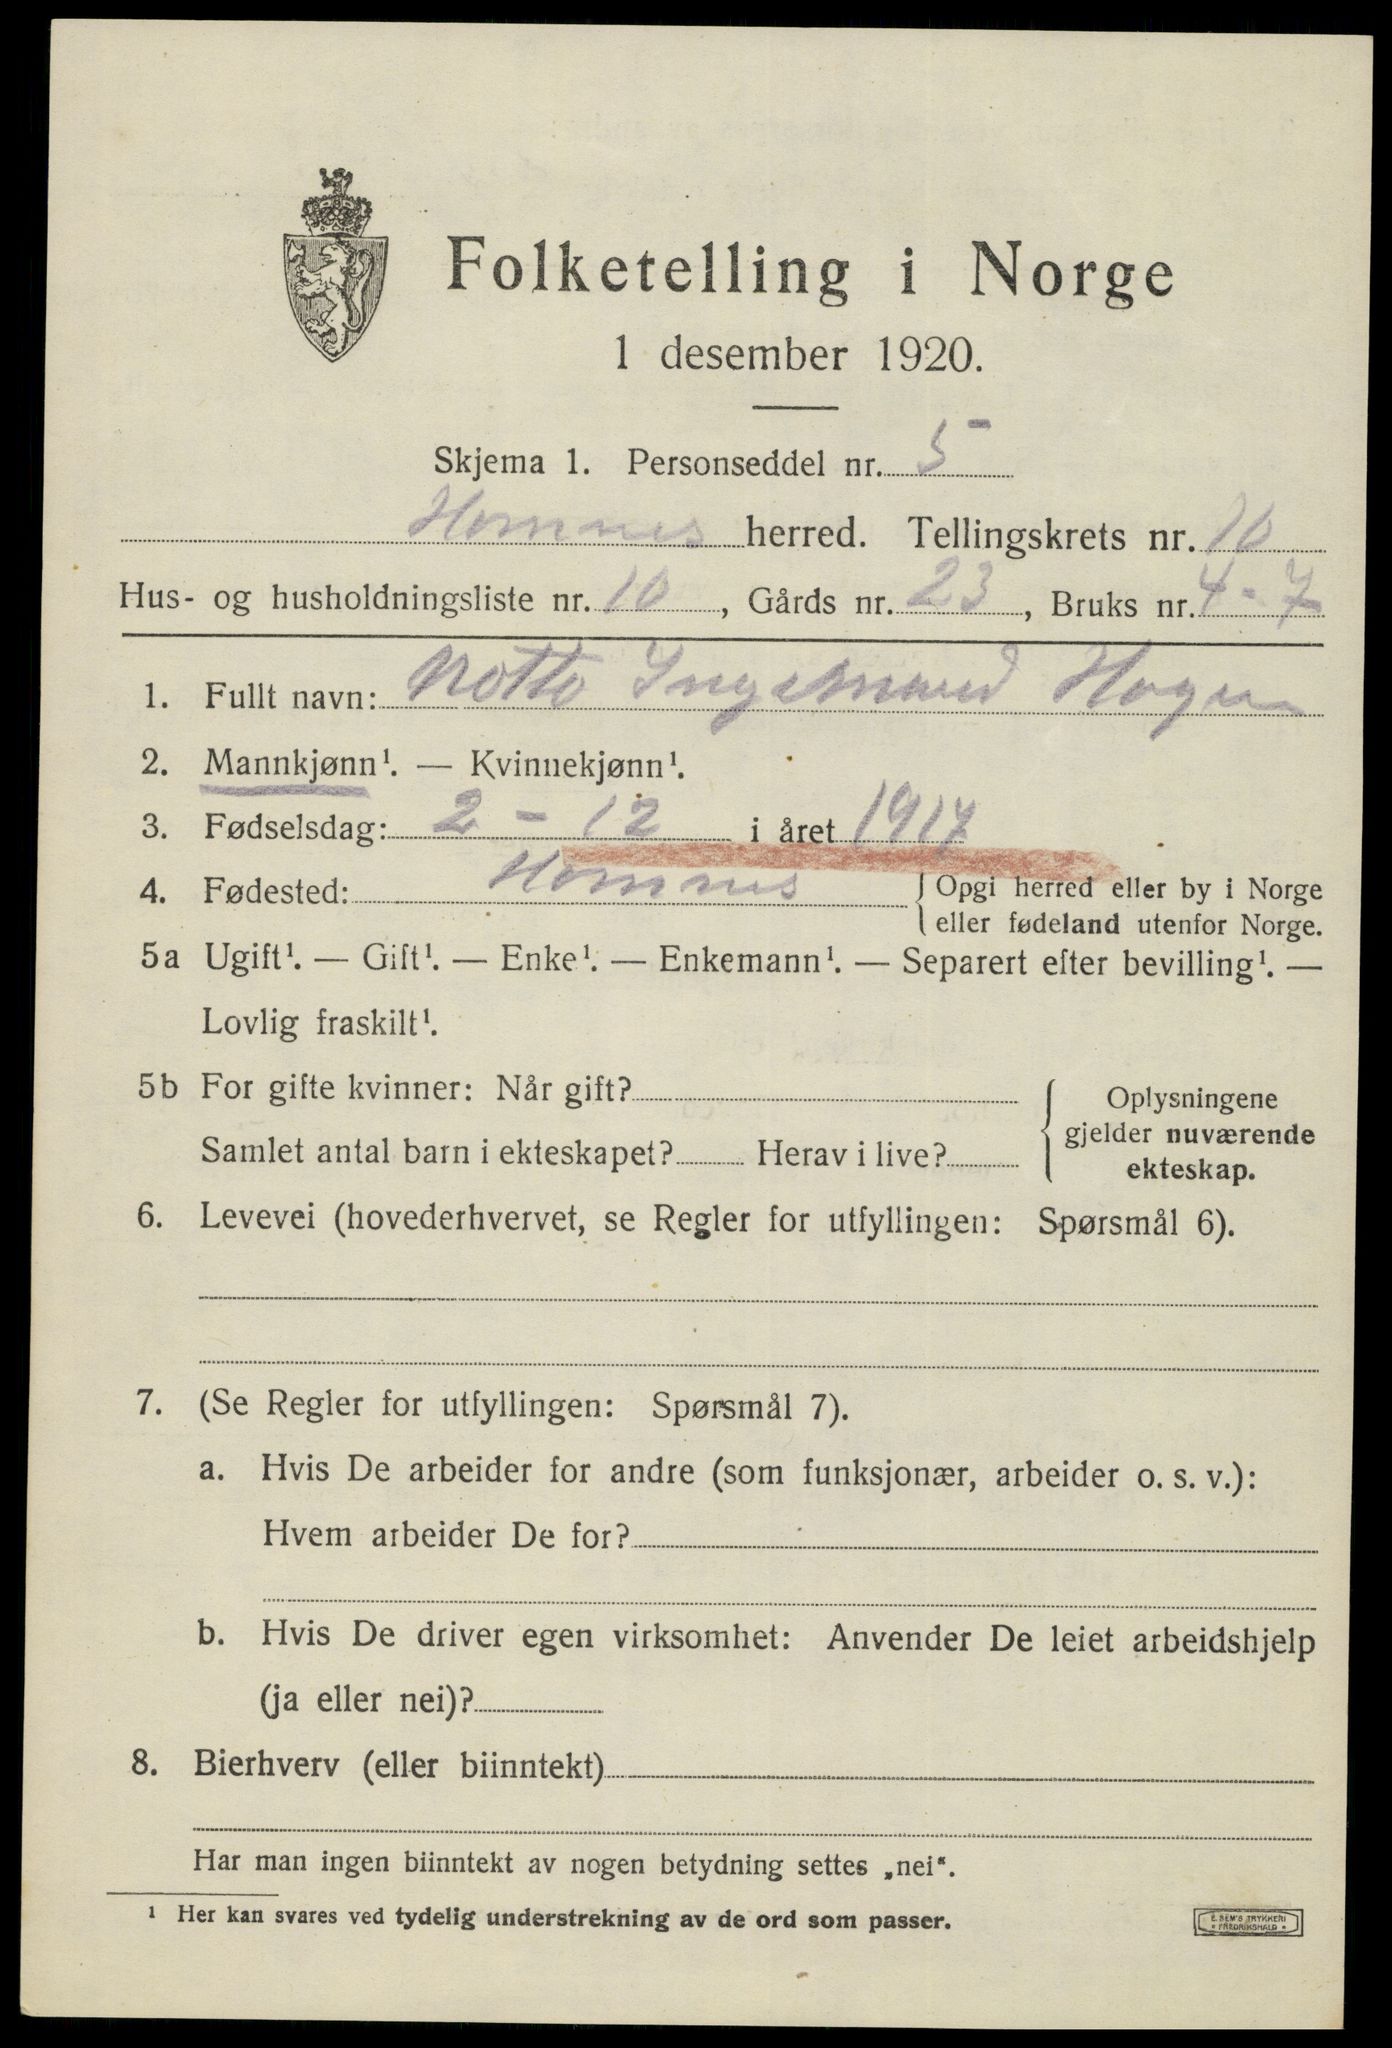 Folketelling i Norge
1 desember 1920.
Skjema 1. Personseddel nr. 5
Hornnes herred. Tellingskrets nr. 10
Hus- og husholdningsliste nr. 10, Gårds nr. 23, Bruks nr. 4-7
1. Fullt navn: Notto Ingemund Hagen
2. Mannkjønn¹. — Kvinnekjønn¹.
3. Fødselsdag: 2 - 12 i året 1917
4. Fødested: Hornnes { Opgi herred eller by i Norge
eller fødeland utenfor Norge.
5a Ugift¹. — Gift¹. — Enke¹. — Enkemann¹. — Separert efter bevilling¹. —
Lovlig fraskilt¹.
5b For gifte kvinner: Når gift? { Oplysningene
gjelder nuværende
Samlet antal barn i ekteskapet? Herav i live? ekteskap.
6. Levevei (hovederhvervet, se Regler for utfyllingen: Spørsmål 6).
7. (Se Regler for utfyllingen: Spørsmål 7).
a. Hvis De arbeider for andre (som funksjonær, arbeider o. s. v.):
Hvem arbeider De for?
b. Hvis De driver egen virksomhet: Anvender De leiet arbeidshjelp
(ja eller nei)?
8. Bierhverv (eller biinntekt)
Har man ingen biinntekt av nogen betydning settes „nei“.
¹ Her kan svares ved tydelig understrekning av de ord som passer.
E. SEM'S TRYKKERI
* FREDRIKSHALD *